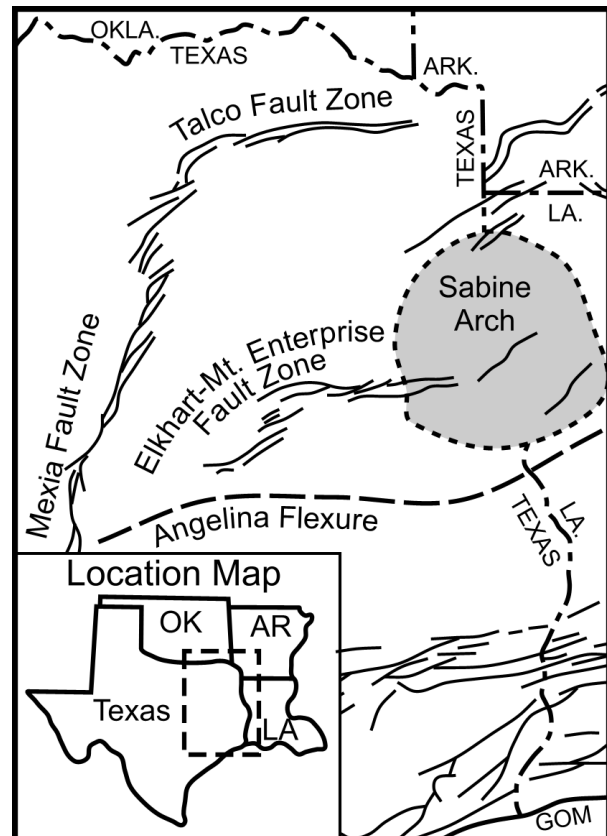 OKLA.
TEXAS
ARK.
Talco Fault Zone
TEXAS
ARK.
LA.
Sabine
Arch
Elkhart-Mt. Enterprise
Fault Zone
Mexia Fault Zone
Angelina Flexure
LA.
TEXAS
Location Map
OK
AR
Texas
LA
GOM